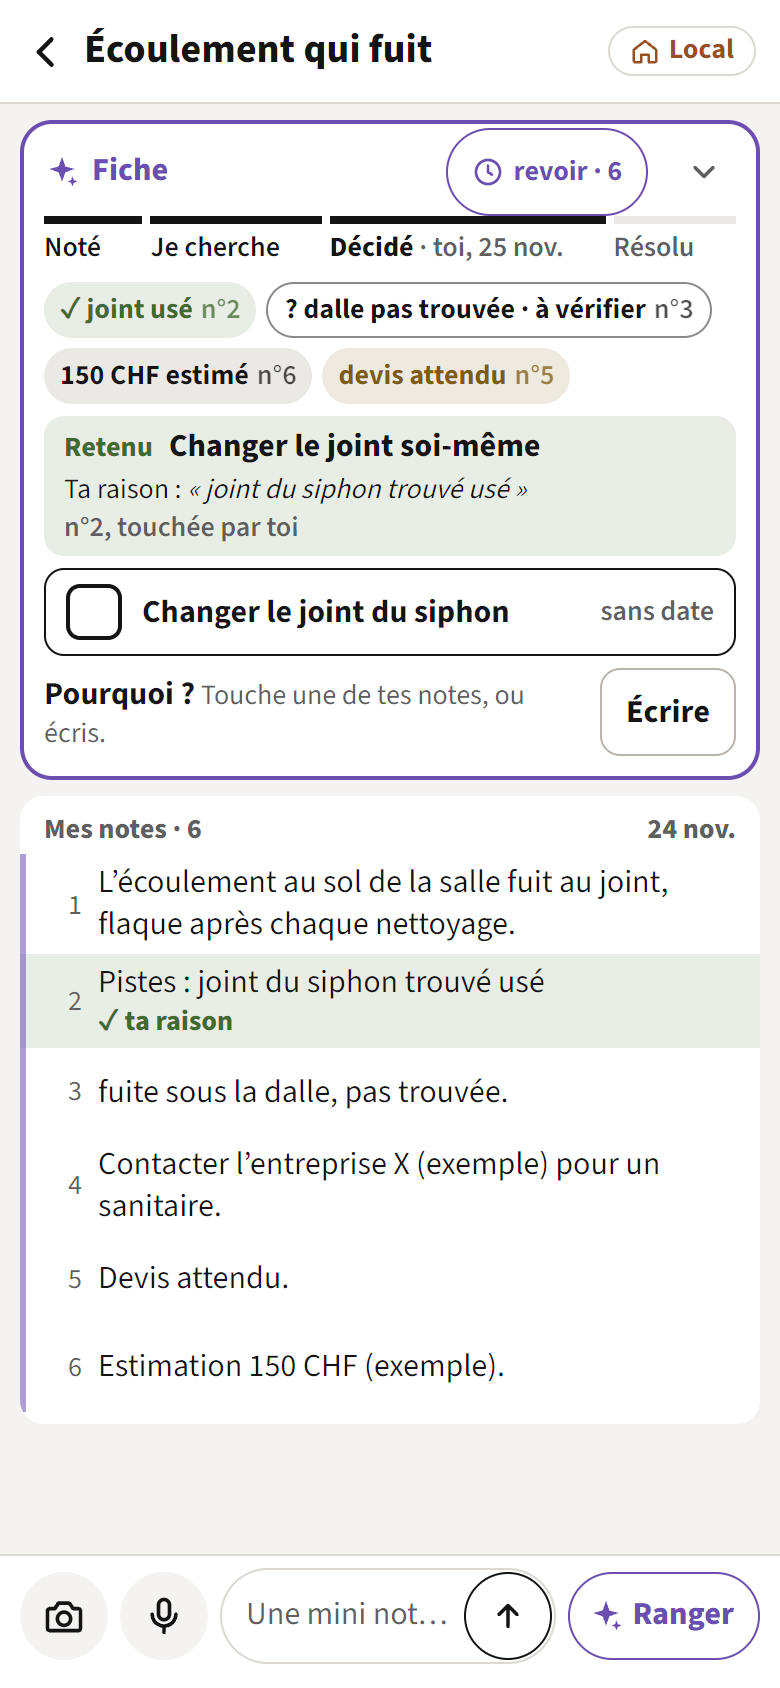 Écoulement qui fuit
Local
Fiche
revoir · 6
Noté
Je cherche
Décidé · toi, 25 nov.
Résolu
✓ joint usé n°2
? dalle pas trouvée · à vérifier n°3
150 CHF estimé n°6
devis attendu n°5
Retenu Changer le joint soi-même
Ta raison : « joint du siphon trouvé usé »
n°2, touchée par toi
Changer le joint du siphon
sans date
Pourquoi ? Touche une de tes notes, ou
écris.
Écrire
Mes notes · 6
24 nov.
1 L’écoulement au sol de la salle fuit au joint,
flaque après chaque nettoyage.
2 Pistes : joint du siphon trouvé usé
✓ ta raison
3 fuite sous la dalle, pas trouvée.
4 Contacter l’entreprise X (exemple) pour un
sanitaire.
5 Devis attendu.
6 Estimation 150 CHF (exemple).
Une mini not…
Ranger